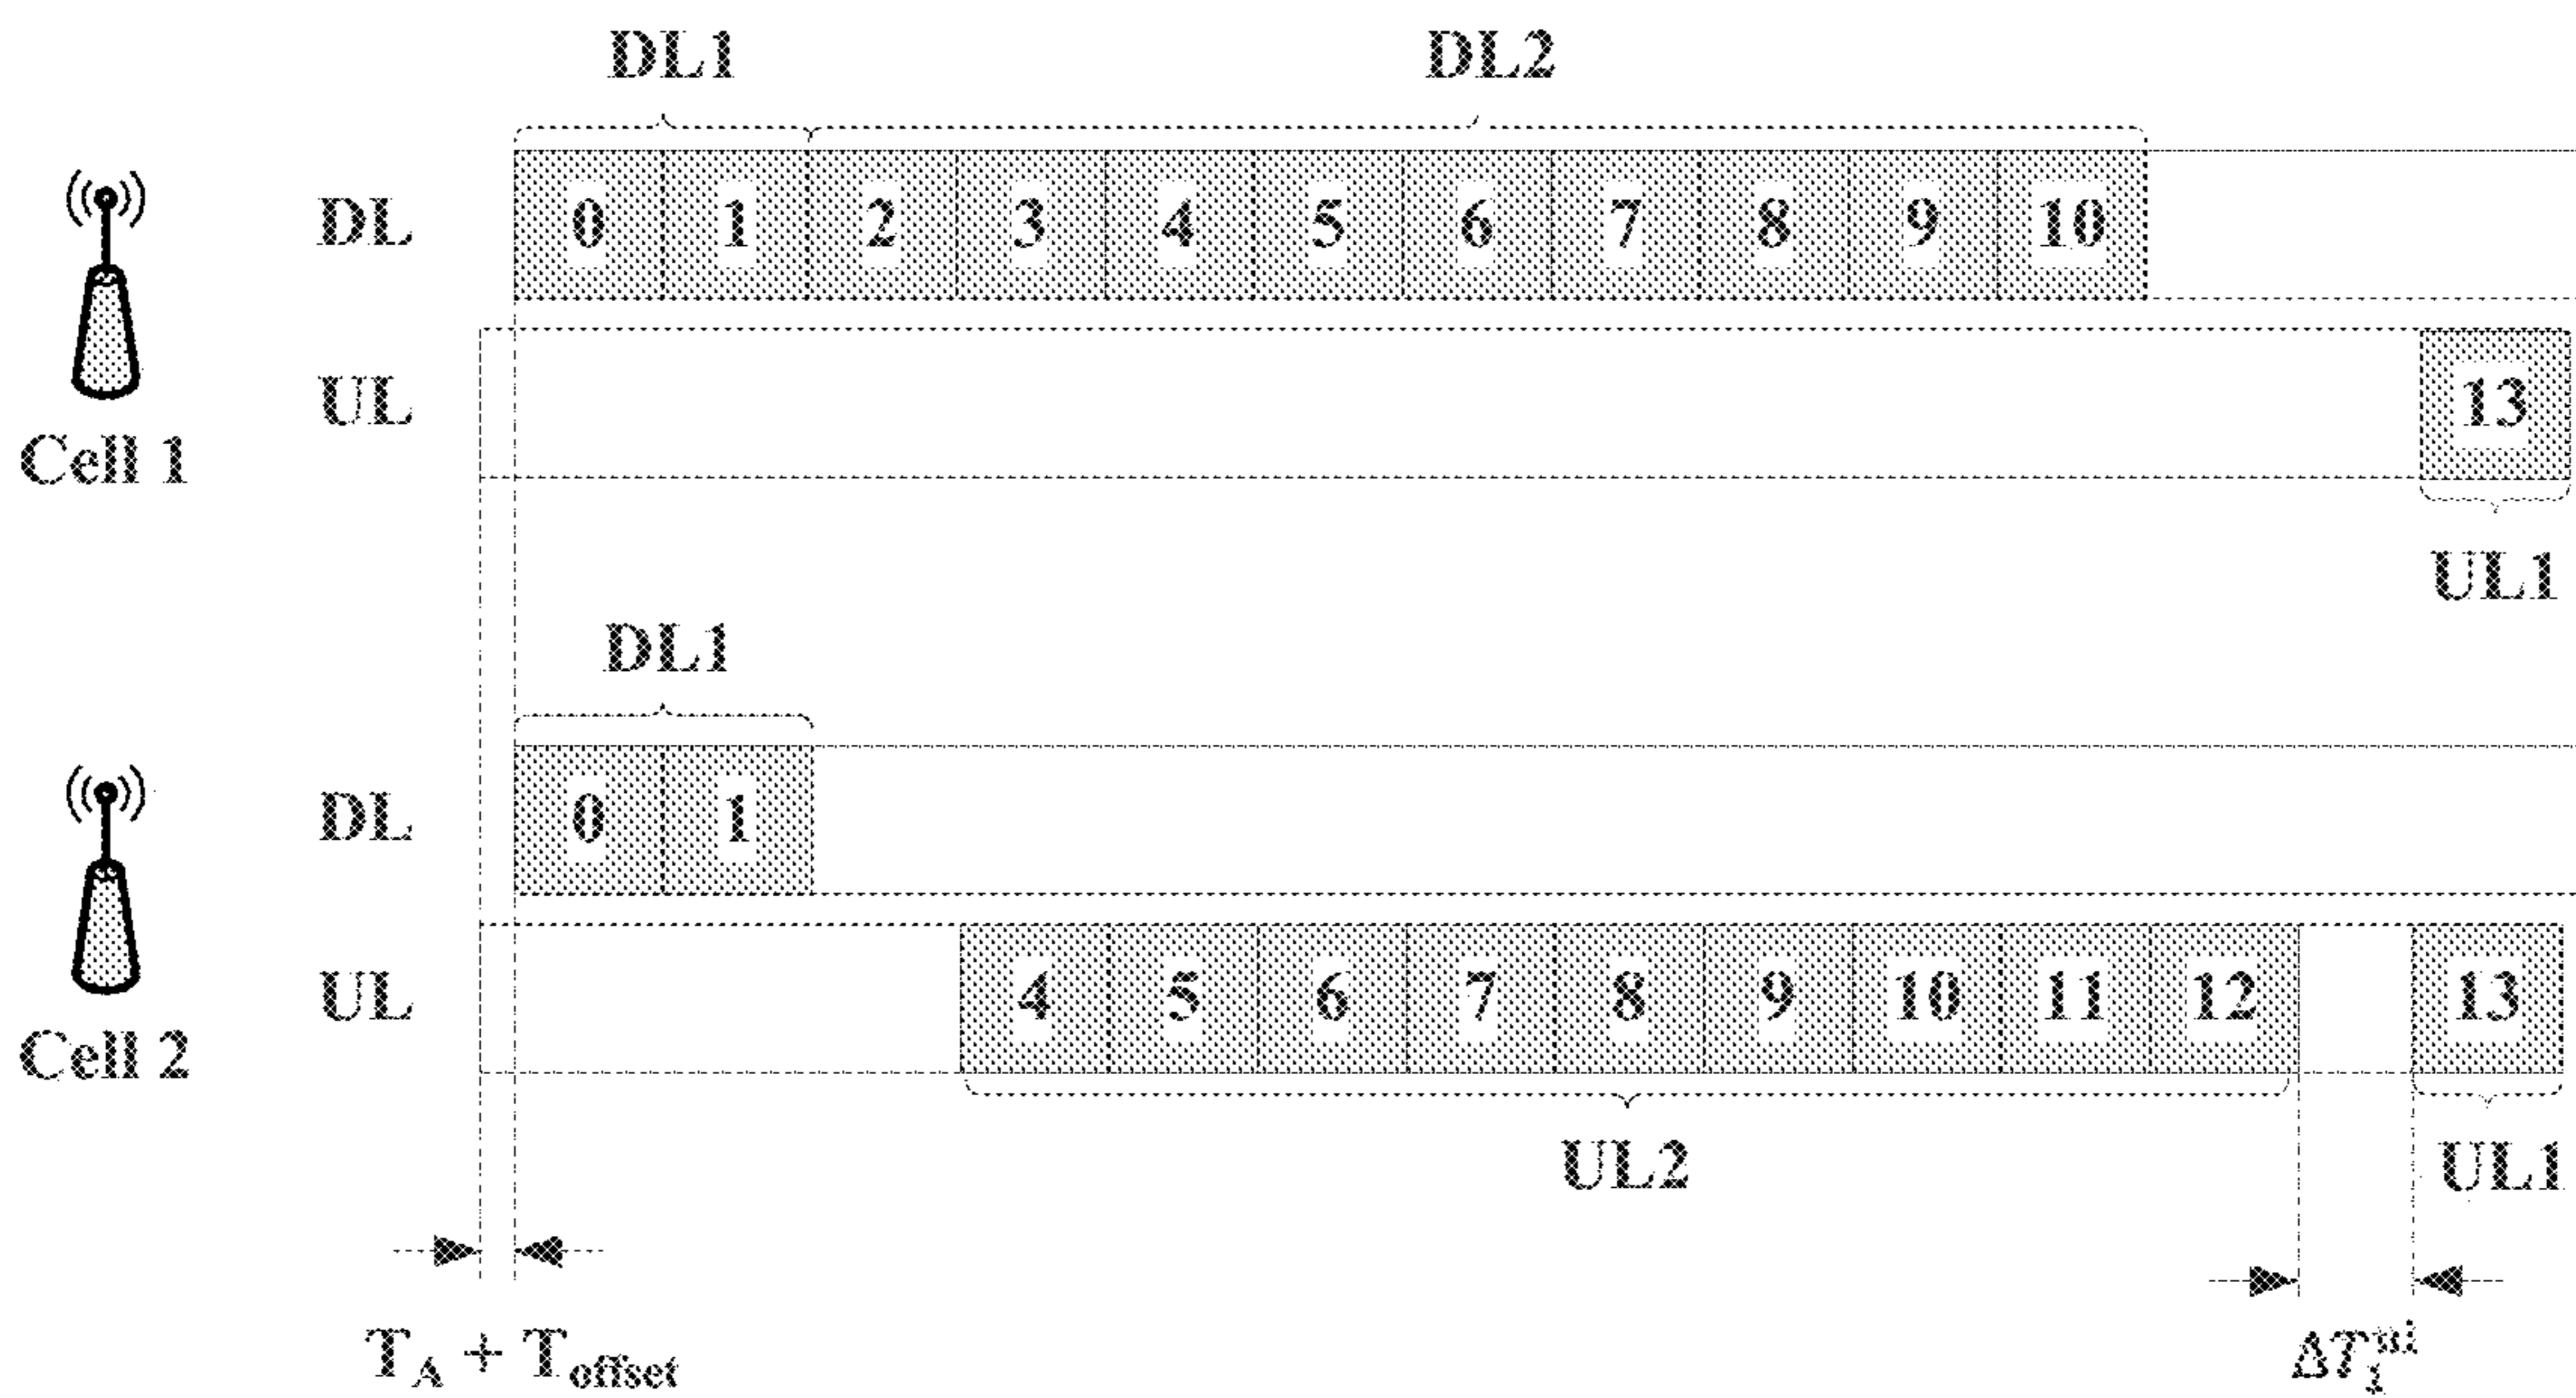 DL1 DL2
DL 0 1 2 3 4 5 6 7 8 9 10
UL 13
Cell 1
UL1
DL1
DL 0 1
UL 4 5 6 7 8 9 10 11 12 13
Cell 2
UL2 UL1
T_A + T_offset